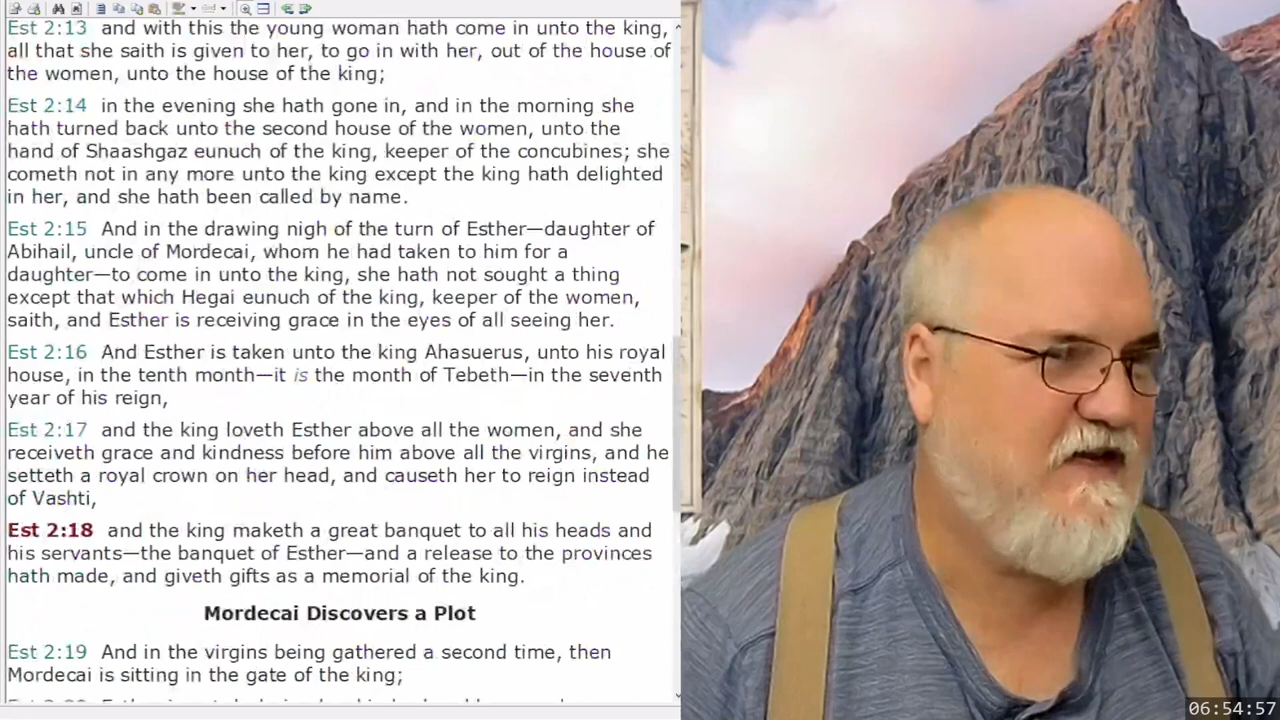 Est 2:13 and with this the young woman hath come in unto the king,
all that she saith is given to her, to go in with her, out of the house of
the women, unto the house of the king;
Est 2:14 in the evening she hath gone in, and in the morning she
hath turned back unto the second house of the women, unto the
hand of Shaashgaz eunuch of the king, keeper of the concubines; she
cometh not in any more unto the king except the king hath delighted
in her, and she hath been called by name.
Est 2:15 And in the drawing nigh of the turn of Esther—daughter of
Abihail, uncle of Mordecai, whom he had taken to him for a
daughter—to come in unto the king, she hath not sought a thing
except that which Hegai eunuch of the king, keeper of the women,
saith, and Esther is receiving grace in the eyes of all seeing her.
Est 2:16 And Esther is taken unto the king Ahasuerus, unto his royal
house, in the tenth month—it is the month of Tebeth—in the seventh
year of his reign,
Est 2:17 and the king loveth Esther above all the women, and she
receiveth grace and kindness before him above all the virgins, and he
setteth a royal crown on her head, and causeth her to reign instead
of Vashti,
Est 2:18 and the king maketh a great banquet to all his heads and
his servants—the banquet of Esther—and a release to the provinces
hath made, and giveth gifts as a memorial of the king.
Mordecai Discovers a Plot
Est 2:19 And in the virgins being gathered a second time, then
Mordecai is sitting in the gate of the king;
06:54:57